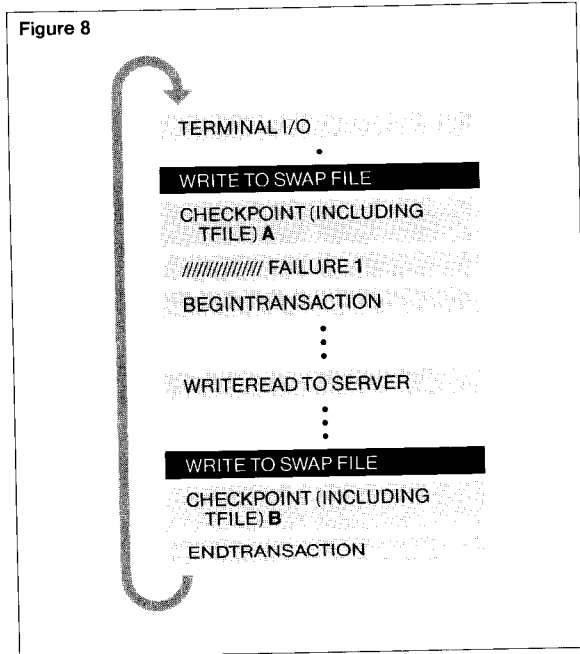 Figure 8
TERMINAL I/O
WRITE TO SWAP FILE
CHECKPOINT (INCLUDING
TFILE) A
/////////////// FAILURE 1
BEGINTRANSACTION
WRITEREAD TO SERVER
WRITE TO SWAP FILE
CHECKPOINT (INCLUDING
TFILE) B
ENDTRANSACTION